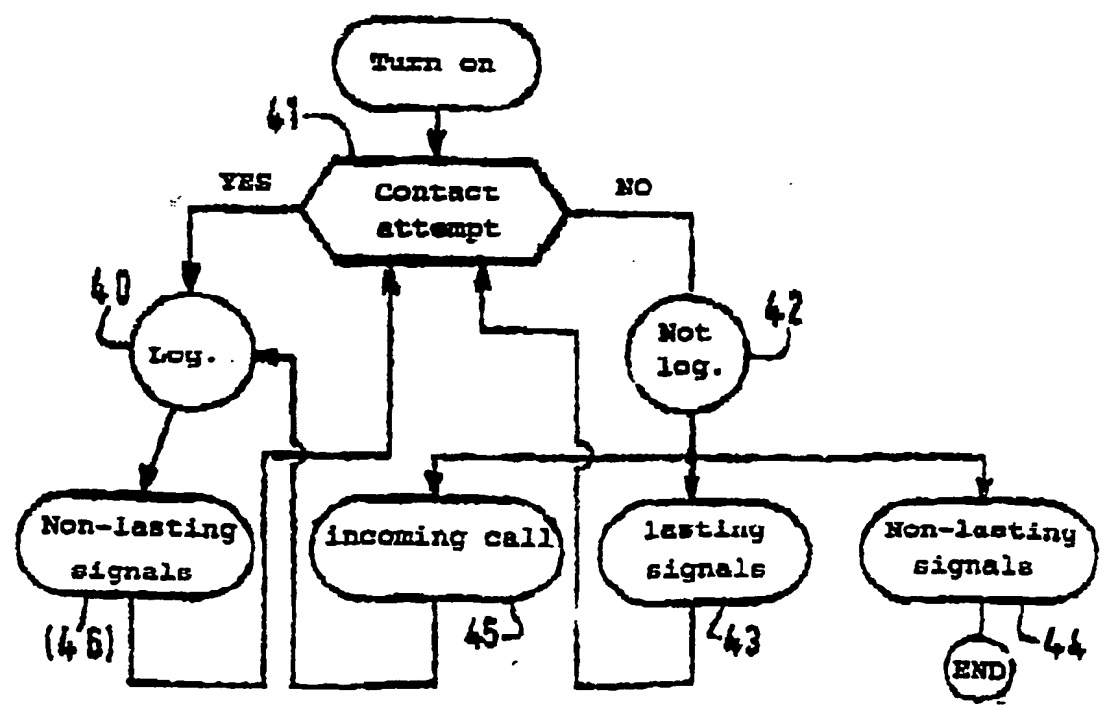 Turn on
41
YES
Contact
attempt
NO
40
Log.
Not
log.
42
Non-lasting
signals
incoming call
lasting
signals
Non-lasting
signals
(46)
45
43
44
END